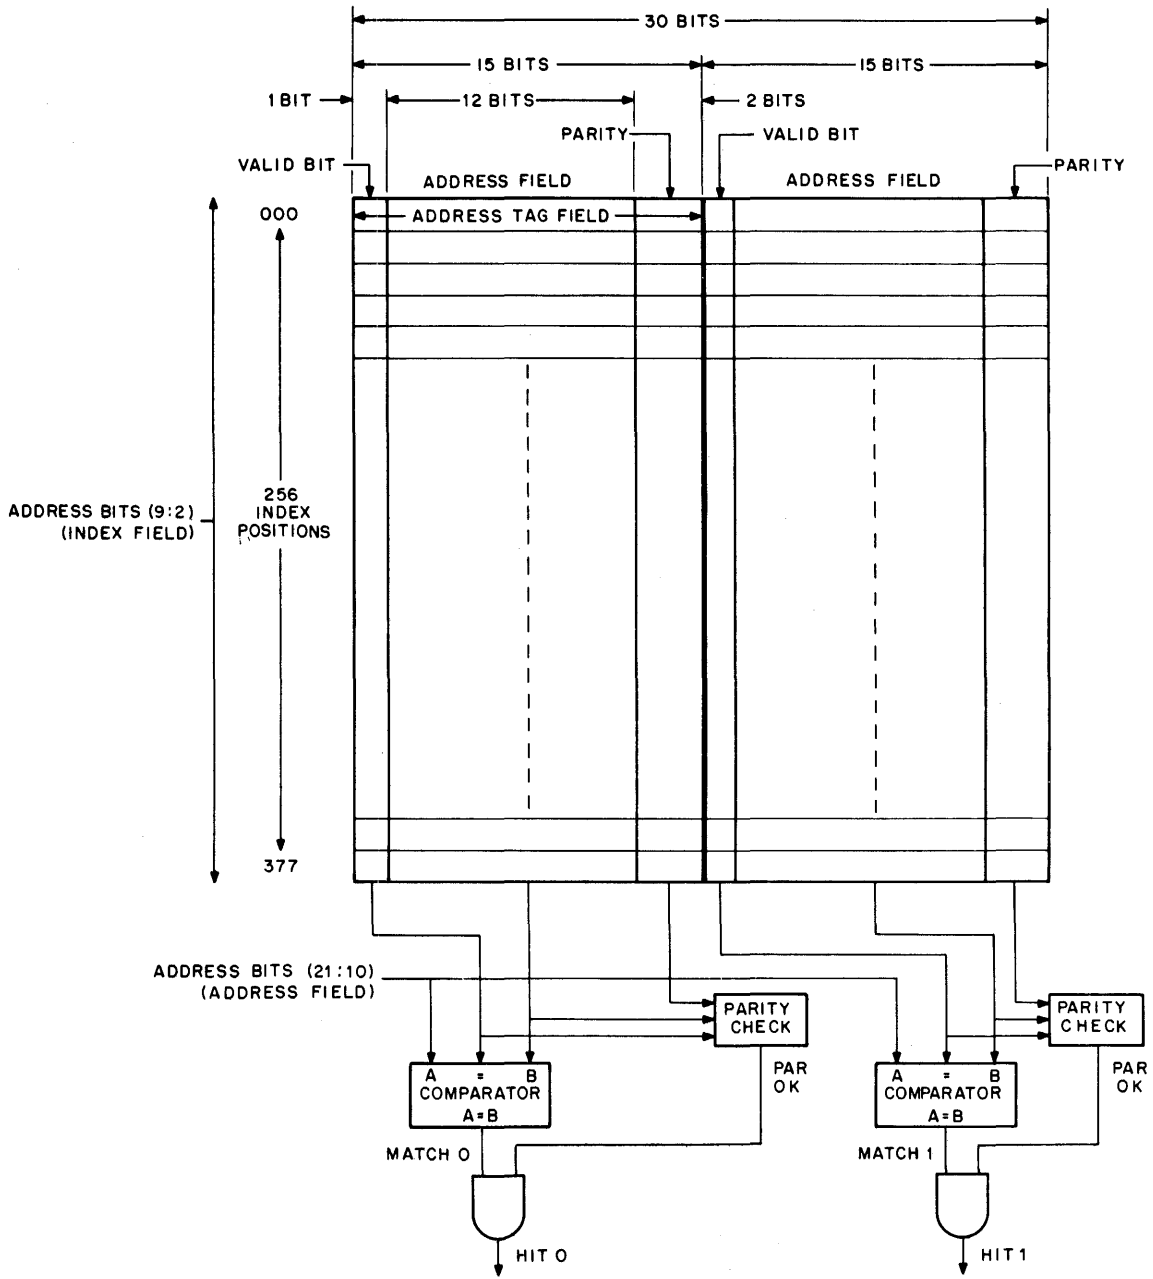 30 BITS
15 BITS
15 BITS
1 BIT
12 BITS
2 BITS
PARITY
VALID BIT
VALID BIT
PARITY
ADDRESS FIELD
ADDRESS FIELD
000
ADDRESS TAG FIELD
256
INDEX
POSITIONS
ADDRESS BITS (9:2)
(INDEX FIELD)
377
ADDRESS BITS (21:10)
(ADDRESS FIELD)
PARITY
CHECK
PARITY
CHECK
A = B
COMPARATOR
A=B
PAR
OK
A = B
COMPARATOR
A=B
PAR
OK
MATCH 0
MATCH 1
HIT 0
HIT 1